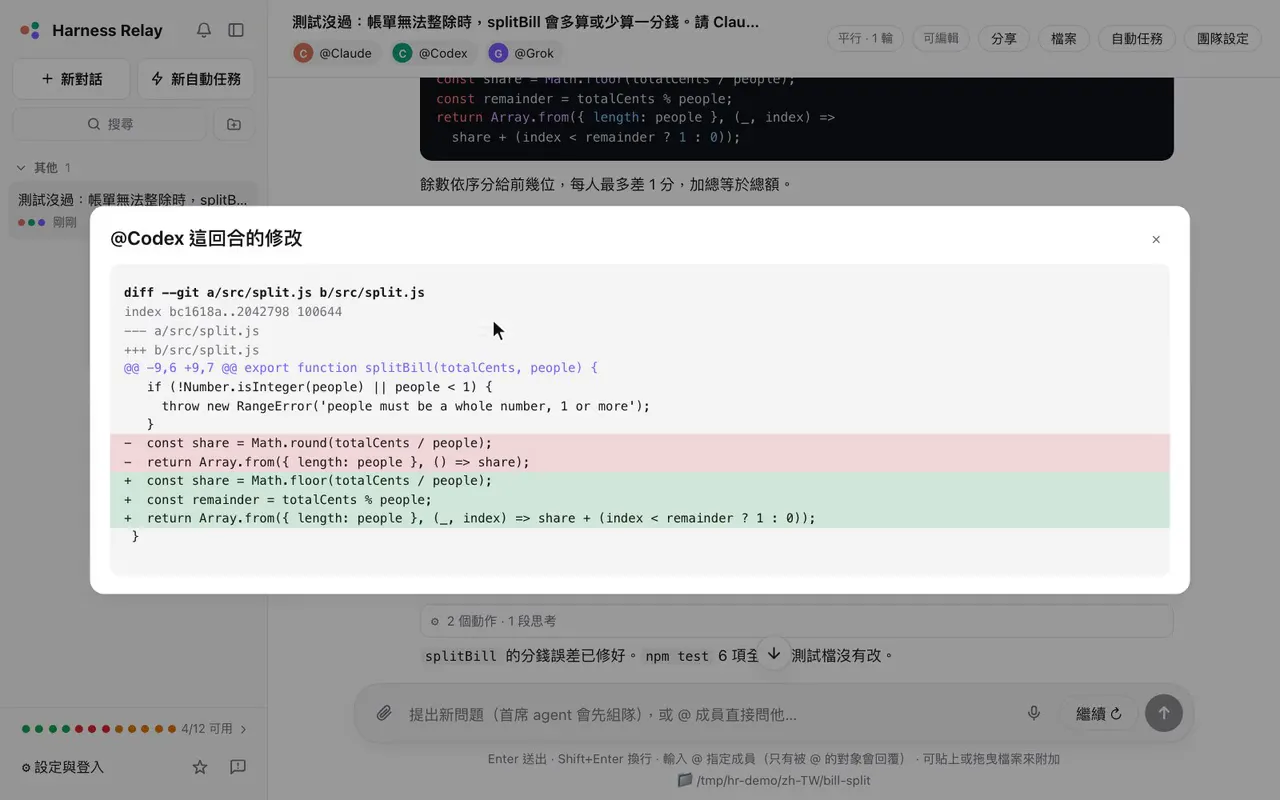 Harness Relay
+ 新對話
新自動任務
搜尋
其他 1
測試沒過：帳單無法整除時，splitB...
剛剛
4/12 可用
設定與登入
測試沒過：帳單無法整除時，splitBill 會多算或少算一分錢。請 Clau...
C @Claude
C @Codex
G @Grok
平行 · 1 輪
可編輯
分享
檔案
自動任務
團隊設定
const share = Math.floor(totalCents / people);
const remainder = totalCents % people;
return Array.from({ length: people }, (_, index) =>
share + (index < remainder ? 1 : 0));
餘數依序分給前幾位，每人最多差 1 分，加總等於總額。
@Codex 這回合的修改
×
diff --git a/src/split.js b/src/split.js
index bc1618a..2042798 100644
--- a/src/split.js
+++ b/src/split.js
@@ -9,6 +9,7 @@ export function splitBill(totalCents, people) {
if (!Number.isInteger(people) || people < 1) {
throw new RangeError('people must be a whole number, 1 or more');
}
- const share = Math.round(totalCents / people);
- return Array.from({ length: people }, () => share);
+ const share = Math.floor(totalCents / people);
+ const remainder = totalCents % people;
+ return Array.from({ length: people }, (_, index) => share + (index < remainder ? 1 : 0));
}
2 個動作 · 1 段思考
splitBill 的分錢誤差已修好。 npm test 6 項全 測試檔沒有改。
提出新問題（首席 agent 會先組隊），或 @ 成員直接問他...
繼續
Enter 送出 · Shift+Enter 換行 · 輸入 @ 指定成員（只有被 @ 的對象會回覆） · 可貼上或拖曳檔案來附加
/tmp/hr-demo/zh-TW/bill-split